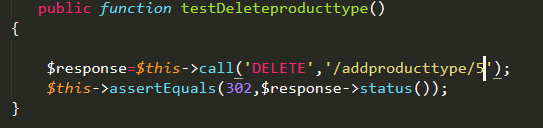 public function testDeleteproducttype()
{
$response=$this->call('DELETE','/addproducttype/5');
$this->assertEquals(302,$response->status());
}